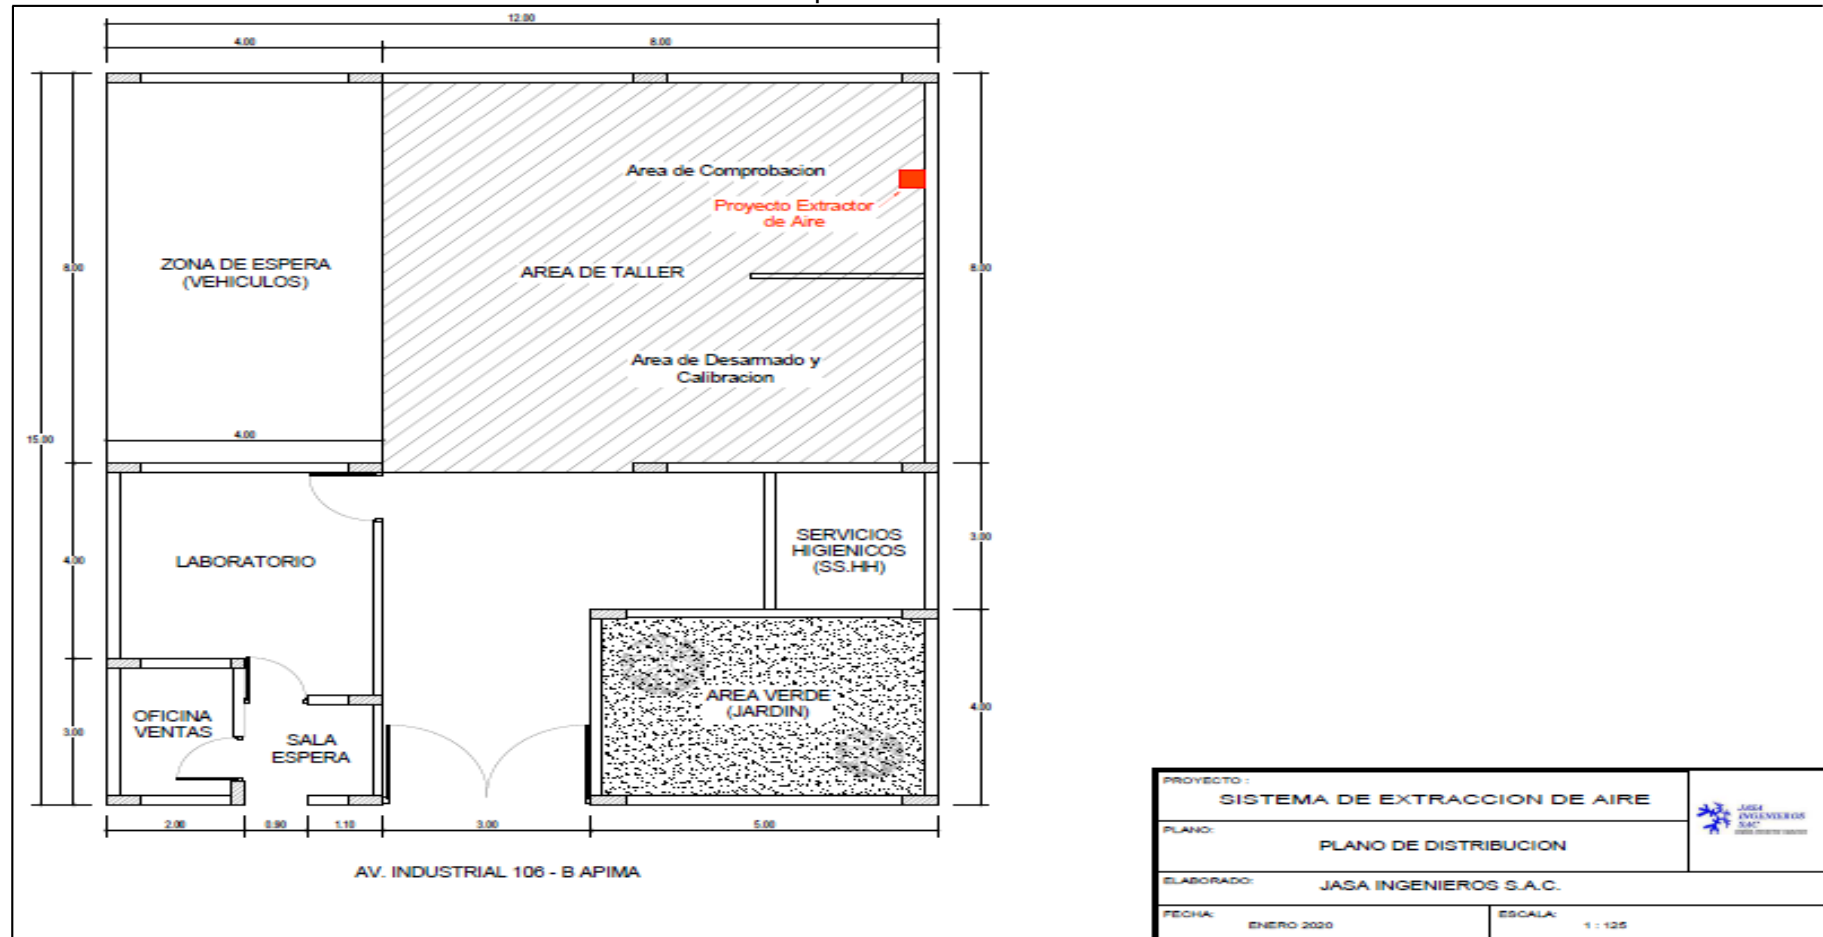 12.00
4.00
8.00
Area de Comprobacion
Proyecto Extractor
de Aire
ZONA DE ESPERA
(VEHICULOS)
8.00
AREA DE TALLER
8.00
Area de Desarmado y
Calibracion
4.00
15.00
SERVICIOS
HIGIENICOS
(SS.HH)
3.00
LABORATORIO
4.00
AREA VERDE
(JARDIN)
4.00
OFICINA
VENTAS
3.00
SALA
ESPERA
2.00
0.90
1.10
3.00
5.00
AV. INDUSTRIAL 106 - B APIMA
PROYECTO :
SISTEMA DE EXTRACCION DE AIRE
JASA
INGENIEROS
SAC
PLANO:
PLANO DE DISTRIBUCION
ELABORADO:
JASA INGENIEROS S.A.C.
FECHA:
ENERO 2020
ESCALA:
1 : 125